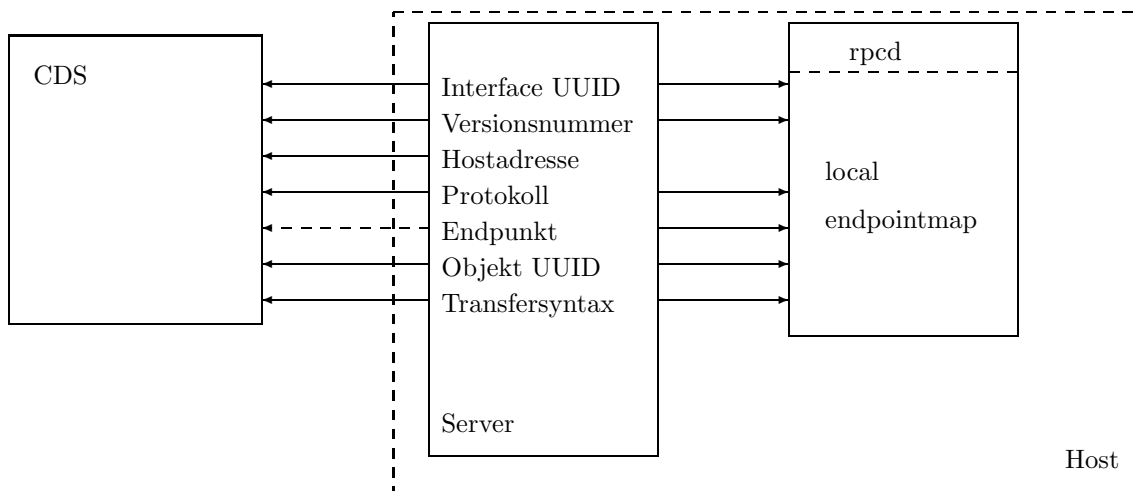 CDS
Interface UUID
Versionsnummer
Hostadresse
Protokoll
Endpunkt
Objekt UUID
Transfersyntax
Server
rpcd
local
endpointmap
Host